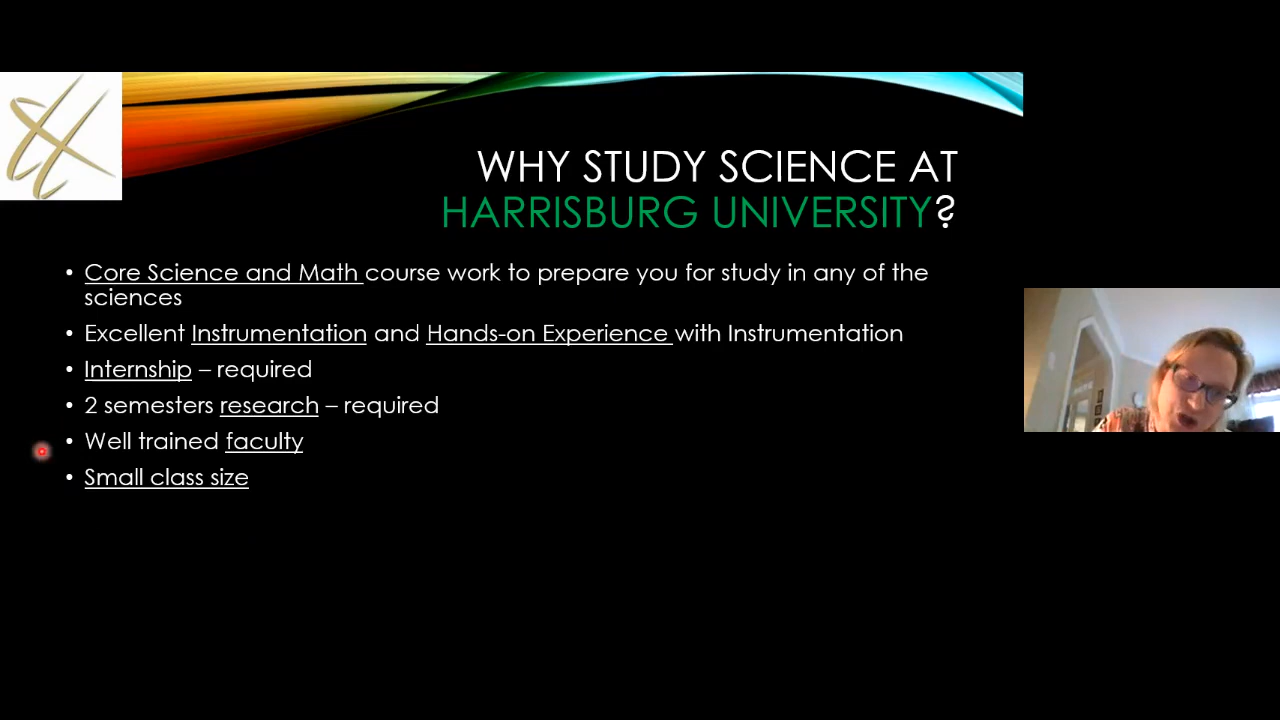 WHY STUDY SCIENCE AT
HARRISBURG UNIVERSITY?
• Core Science and Math course work to prepare you for study in any of the
sciences
• Excellent Instrumentation and Hands-on Experience with Instrumentation
• Internship – required
• 2 semesters research – required
• Well trained faculty
• Small class size